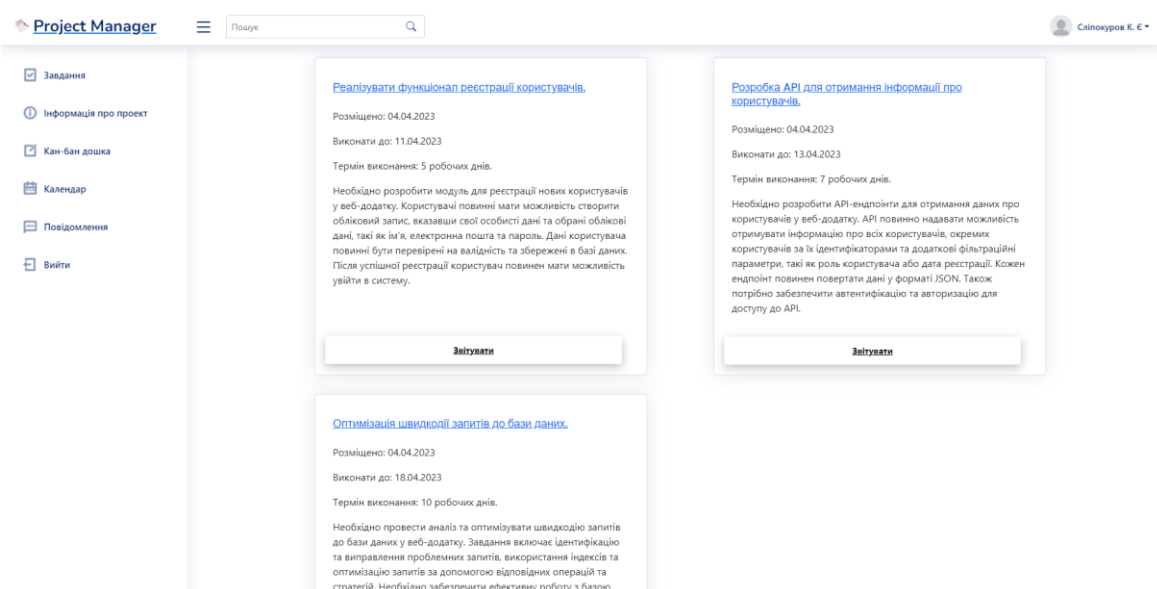 Project Manager
Пошук
Сліпокуров К. Є
Завдання
Інформація про проект
Кан-бан дошка
Календар
Повідомлення
Вийти
Реалізувати функціонал реєстрації користувачів.
Розміщено: 04.04.2023
Виконати до: 11.04.2023
Термін виконання: 5 робочих днів.
Необхідно розробити модуль для реєстрації нових користувачів
у веб-додатку. Користувачі повинні мати можливість створити
обліковий запис, вказавши свої особисті дані та обрані облікові
дані, такі як ім'я, електронна пошта та пароль. Дані користувача
повинні бути перевірені на валідність та збережені в базі даних.
Після успішної реєстрації користувач повинен мати можливість
увійти в систему.
Звітувати
Розробка API для отримання інформації про
користувачів.
Розміщено: 04.04.2023
Виконати до: 13.04.2023
Термін виконання: 7 робочих днів.
Необхідно розробити API-ендпоінти для отримання даних про
користувачів у веб-додатку. API повинно надавати можливість
отримувати інформацію про всіх користувачів, окремих
користувачів за їх ідентифікаторами та додаткові фільтраційні
параметри, такі як роль користувача або дата реєстрації. Кожен
ендпоінт повинен повертати дані у форматі JSON. Також
потрібно забезпечити автентифікацію та авторизацію для
доступу до API.
Звітувати
Оптимізація швидкодії запитів до бази даних.
Розміщено: 04.04.2023
Виконати до: 18.04.2023
Термін виконання: 10 робочих днів.
Необхідно провести аналіз та оптимізувати швидкодію запитів
до бази даних у веб-додатку. Завдання включає ідентифікацію
та виправлення проблемних запитів, використання індексів та
оптимізацію запитів за допомогою відповідних операцій та
стратегій. Необхідно забезпечити ефективну роботу з базою